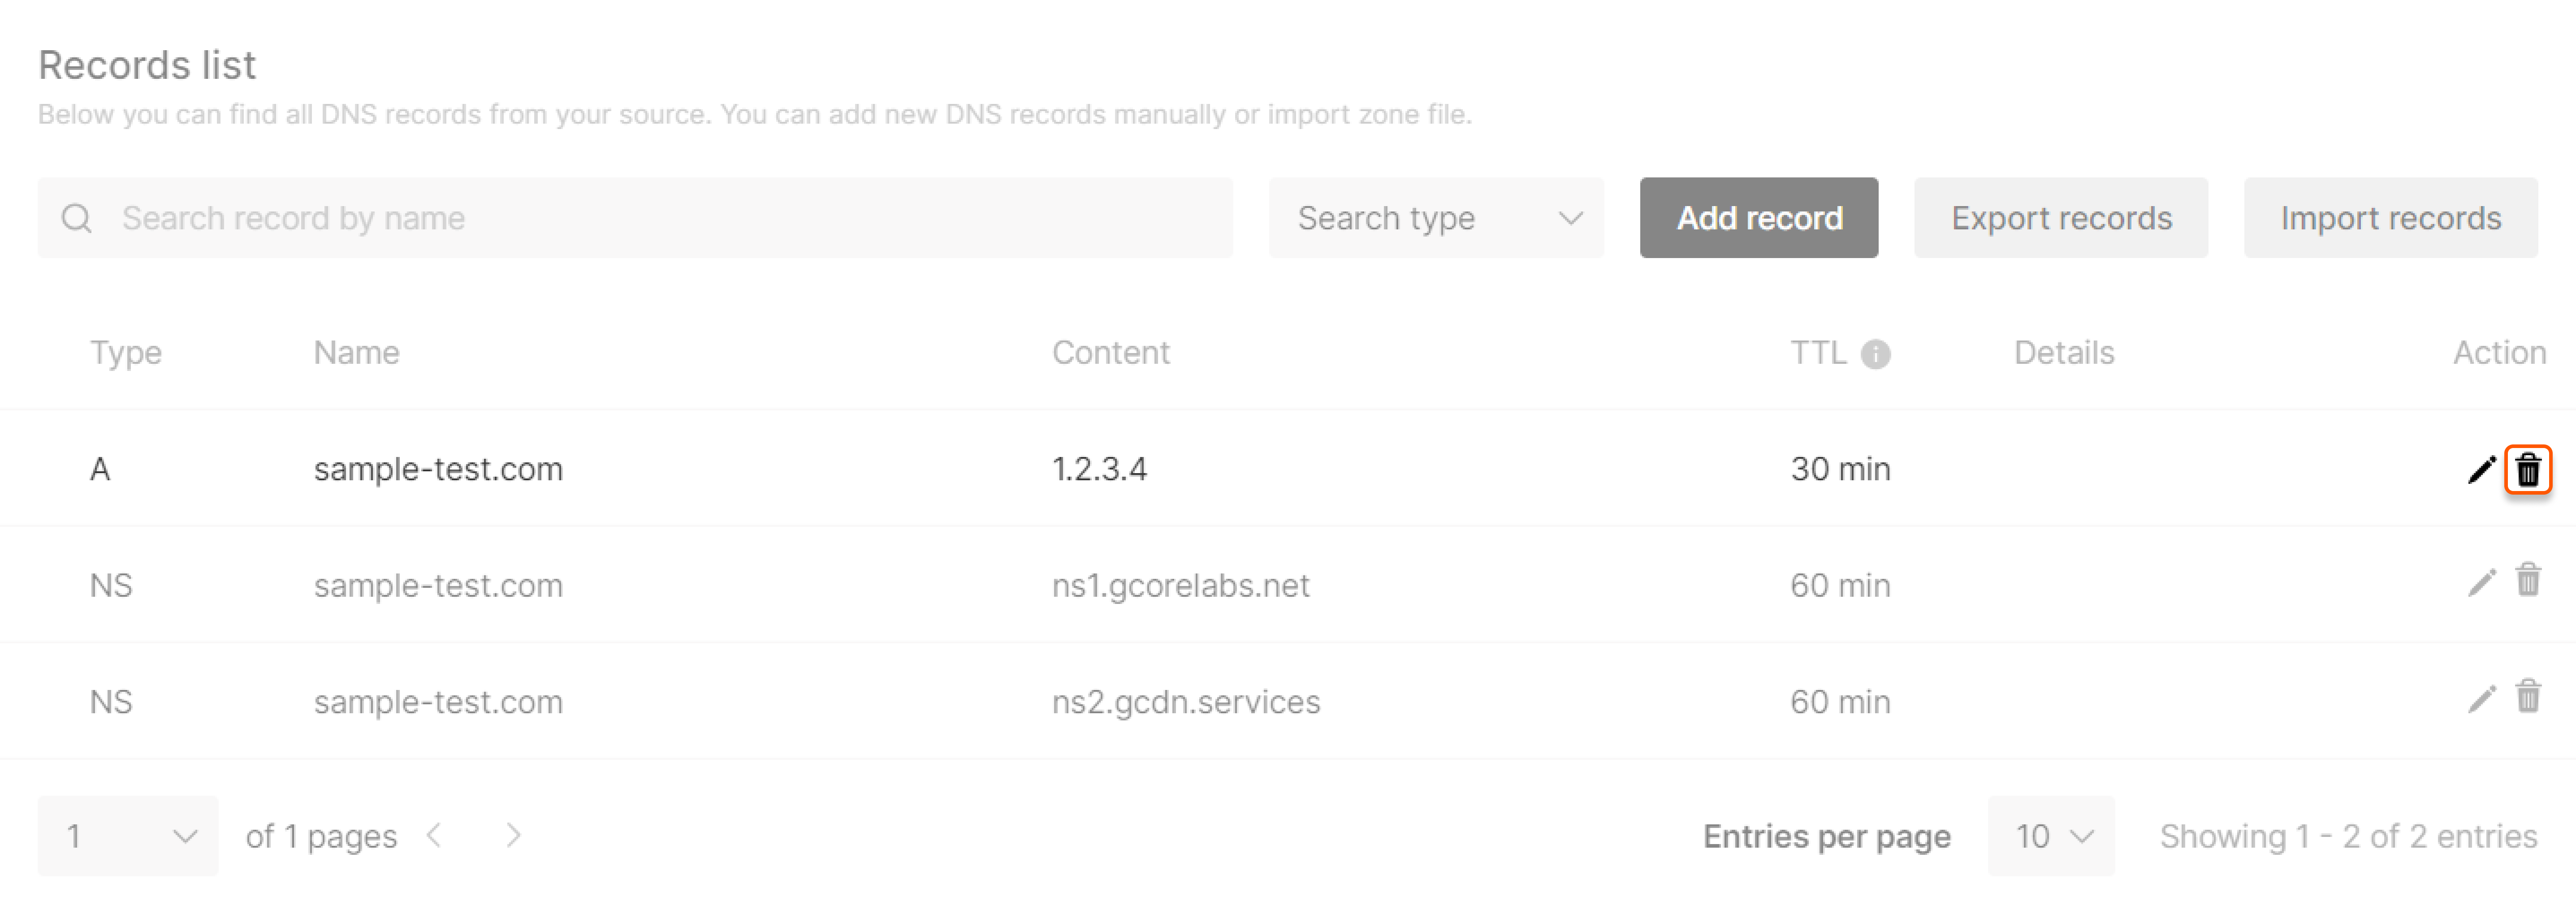 Records list
Below you can find all DNS records from your source. You can add new DNS records manually or import zone file.
Search record by name Search type Add record Export records Import records
Type Name Content TTL Details Action
A sample-test.com 1.2.3.4 30 min
NS sample-test.com ns1.gcorelabs.net 60 min
NS sample-test.com ns2.gcdn.services 60 min
1 of 1 pages Entries per page 10 Showing 1 - 2 of 2 entries